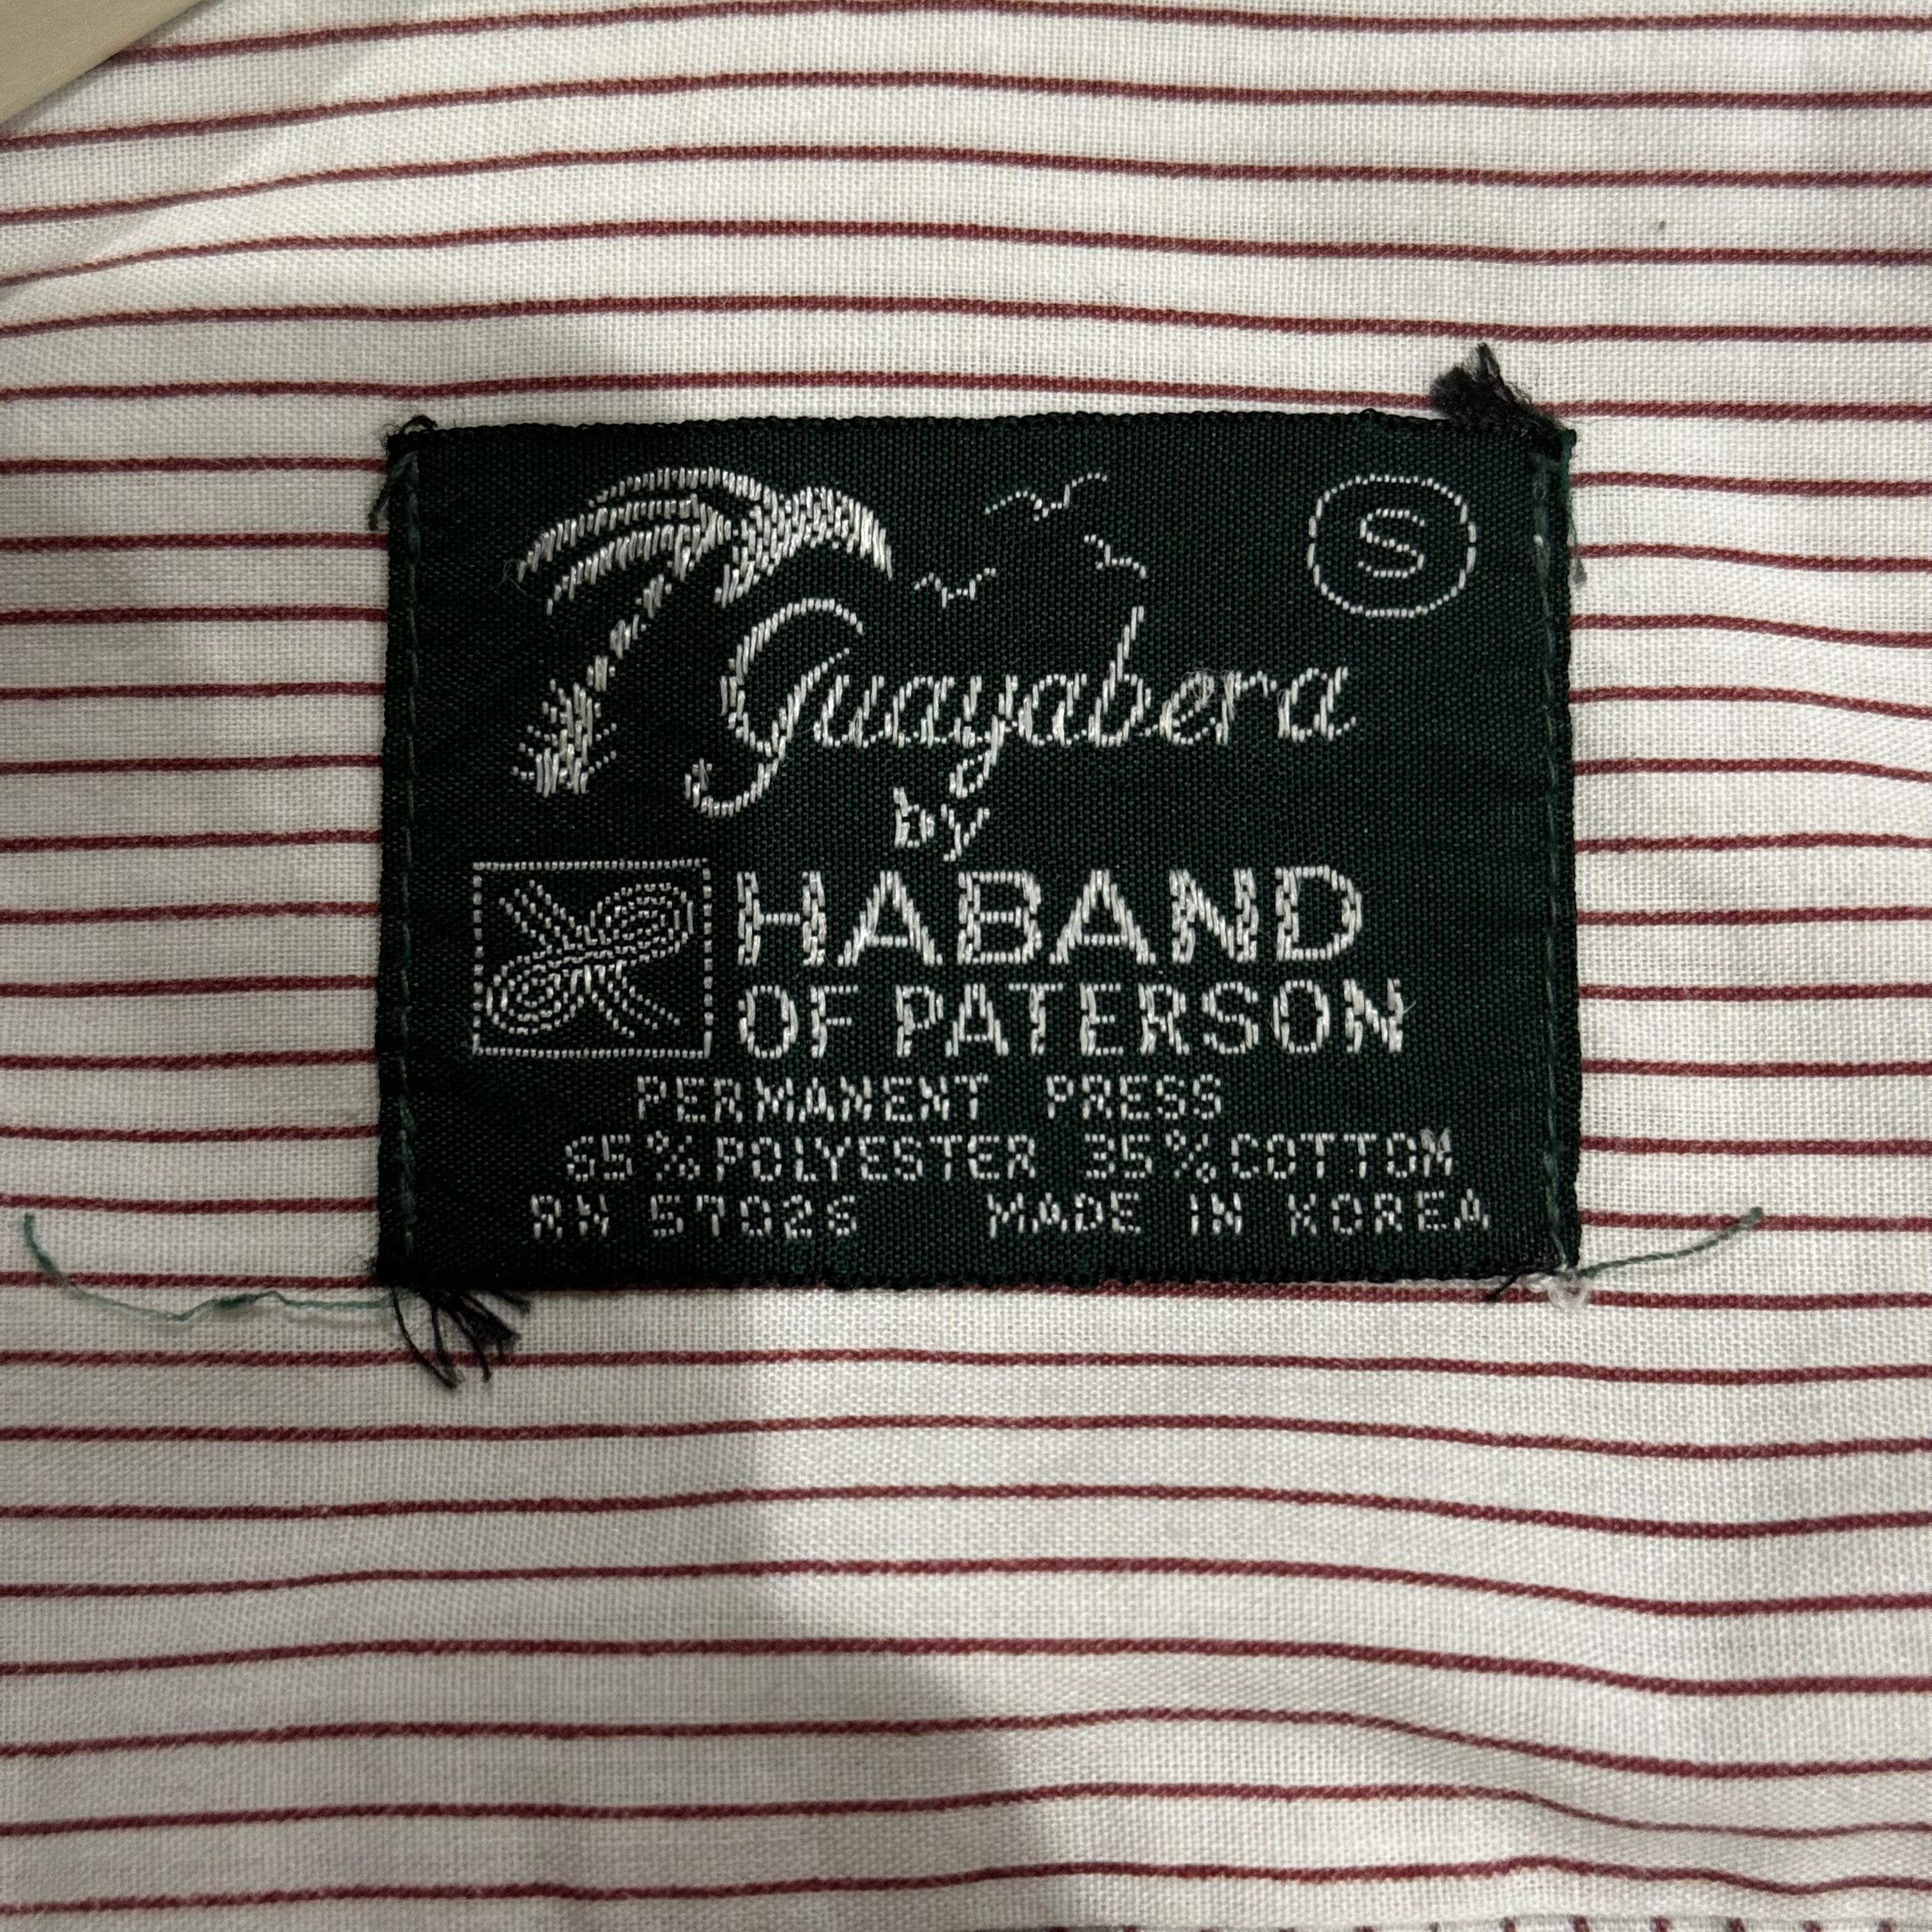 S
Guayabera
by
HABAND
OF PATERSON
PERMANENT PRESS
65% POLYESTER 35% COTTON
RN 57026 MADE IN KOREA